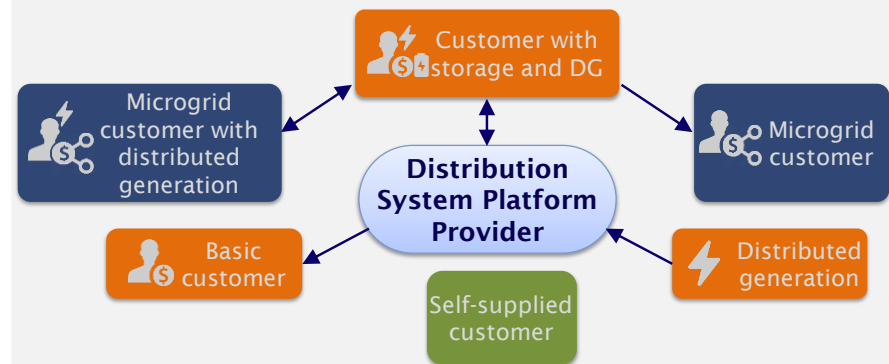 Customer with
storage and DG
Microgrid
customer with
distributed
generation
Microgrid
customer
Distribution
System Platform
Provider
Basic
customer
Distributed
generation
Self-supplied
customer
$
$
$
$